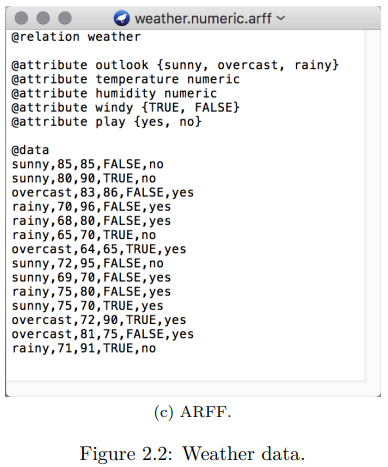 weather.numeric.arff
@relation weather
@attribute outlook {sunny, overcast, rainy}
@attribute temperature numeric
@attribute humidity numeric
@attribute windy {TRUE, FALSE}
@attribute play {yes, no}
@data
sunny,85,85,FALSE,no
sunny,80,90,TRUE,no
overcast,83,86,FALSE,yes
rainy,70,96,FALSE,yes
rainy,68,80,FALSE,yes
rainy,65,70,TRUE,no
overcast,64,65,TRUE,yes
sunny,72,95,FALSE,no
sunny,69,70,FALSE,yes
rainy,75,80,FALSE,yes
sunny,75,70,TRUE,yes
overcast,72,90,TRUE,yes
overcast,81,75,FALSE,yes
rainy,71,91,TRUE,no
(c) ARFF.
Figure 2.2: Weather data.